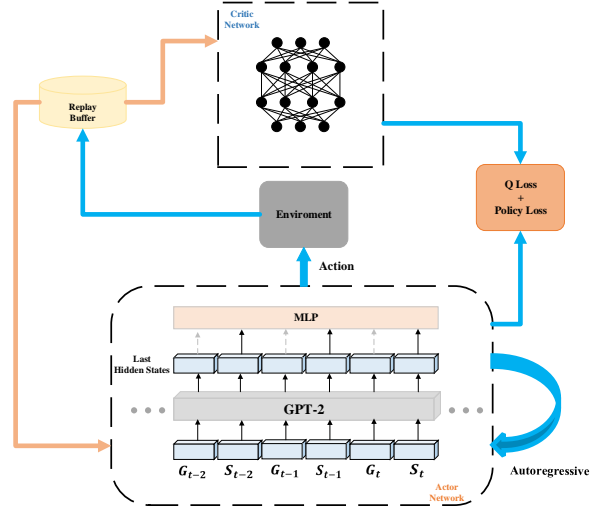 Critic
Network
Replay
Buffer
Q Loss
+
Policy Loss
Enviroment
Action
MLP
Last
Hidden States
GPT-2
G_{t-2} S_{t-2} G_{t-1} S_{t-1} G_t S_t
Autoregressive
Actor
Network